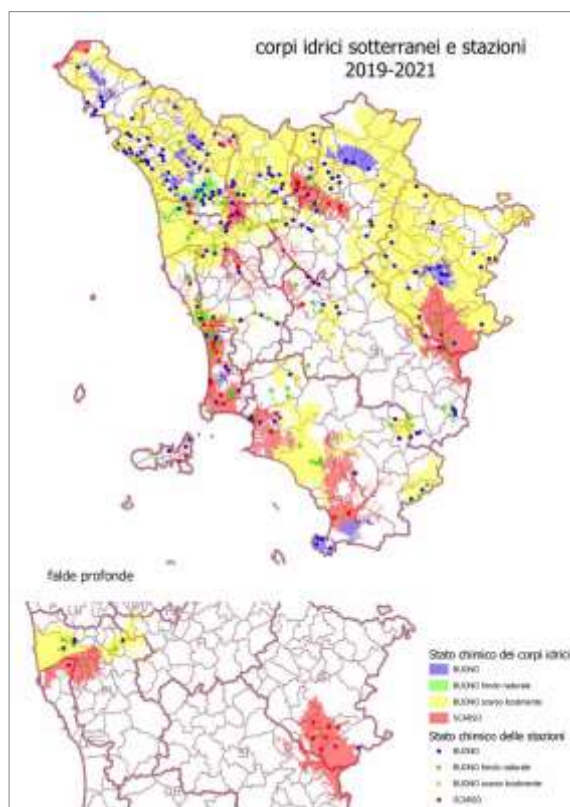 corpi idrici sotterranei e stazioni
2019-2021
falde profonde
Stato chimico dei corpi idrici
BUONO
BUONO fondo naturale
BUONO scarso localmente
SCARSO
Stato chimico delle stazioni
BUONO
BUONO fondo naturale
BUONO scarso localmente
SCARSO